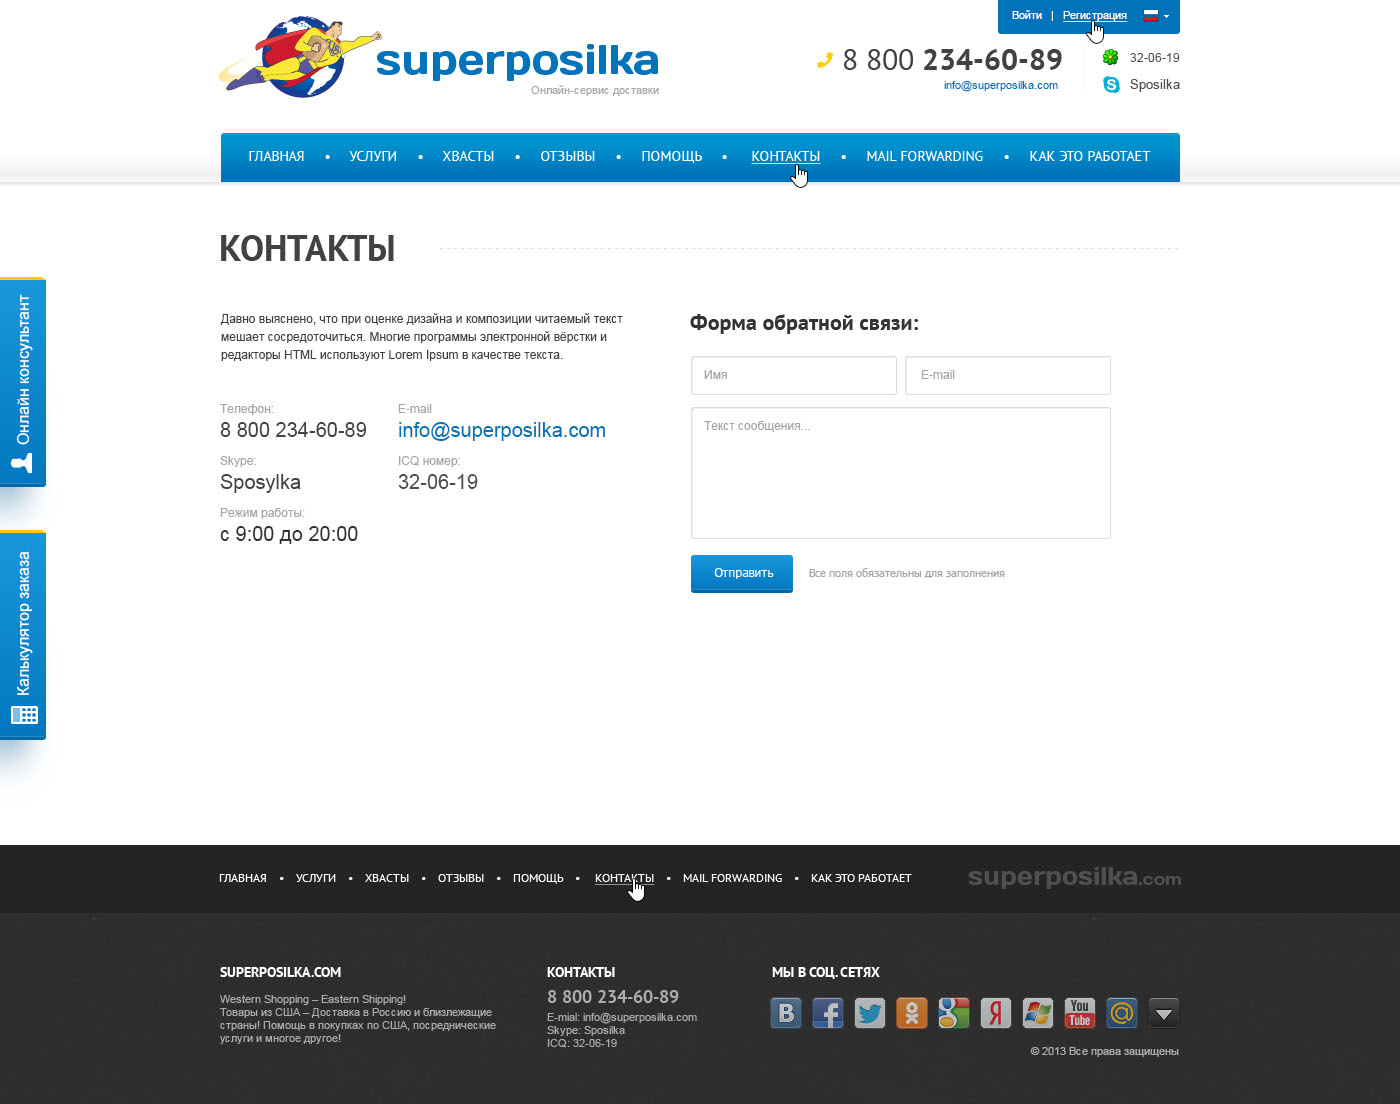 Войти | Регистрация
superposilka
Онлайн-сервис доставки
8 800 234-60-89
info@superposilka.com
32-06-19
Sposilka
ГЛАВНАЯ • УСЛУГИ • ХВАСТЫ • ОТЗЫВЫ • ПОМОЩЬ • КОНТАКТЫ • MAIL FORWARDING • КАК ЭТО РАБОТАЕТ
КОНТАКТЫ
Онлайн консультант
Калькулятор заказа
Давно выяснено, что при оценке дизайна и композиции читаемый текст
мешает сосредоточиться. Многие программы электронной вёрстки и
редакторы HTML используют Lorem Ipsum в качестве текста.
Телефон:
8 800 234-60-89
E-mail
info@superposilka.com
Skype:
Sposylka
ICQ номер:
32-06-19
Режим работы:
с 9:00 до 20:00
Форма обратной связи:
Имя
E-mail
Текст сообщения...
Отправить
Все поля обязательны для заполнения
ГЛАВНАЯ • УСЛУГИ • ХВАСТЫ • ОТЗЫВЫ • ПОМОЩЬ • КОНТАКТЫ • MAIL FORWARDING • КАК ЭТО РАБОТАЕТ
superposilka.com
SUPERPOSILKA.COM
Western Shopping – Eastern Shipping!
Товары из США – Доставка в Россию и близлежащие
страны! Помощь в покупках по США, посреднические
услуги и многое другое!
КОНТАКТЫ
8 800 234-60-89
E-mial: info@superposilka.com
Skype: Sposilka
ICQ: 32-06-19
МЫ В СОЦ. СЕТЯХ
B
f
g
Я
You
Tube
@
© 2013 Все права защищены